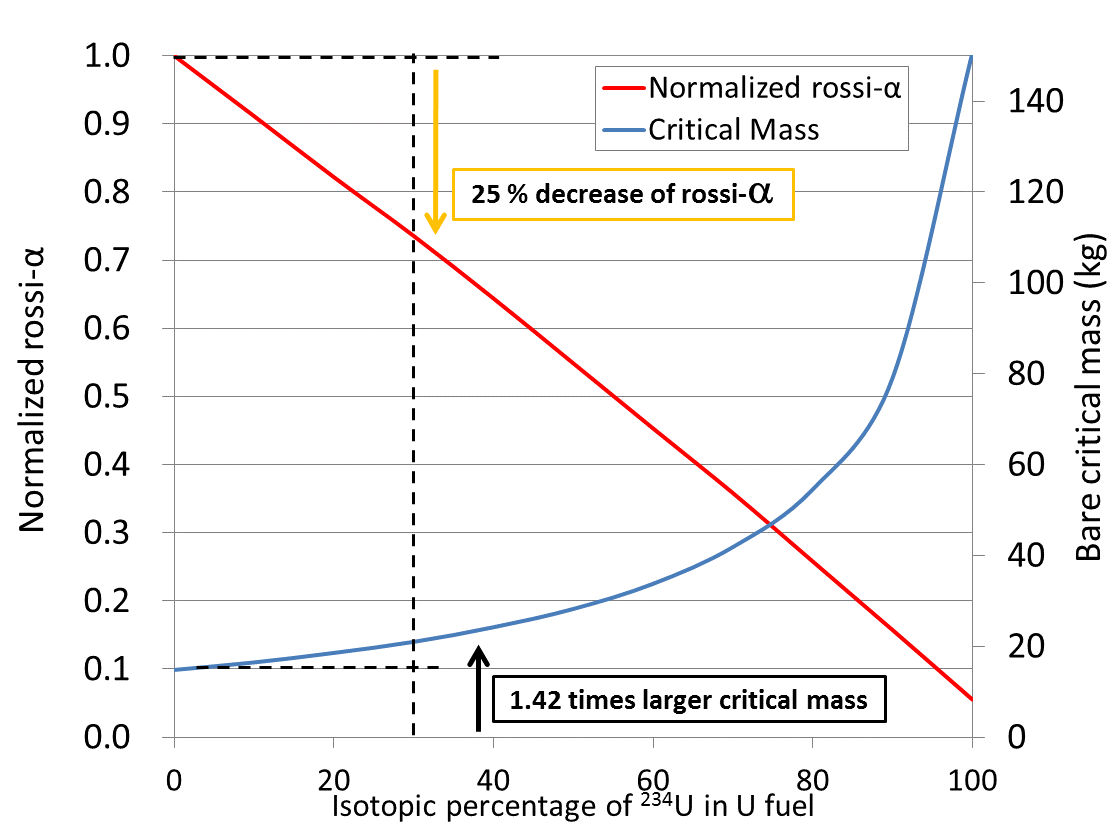 Normalized rossi-α
Critical Mass
25 % decrease of rossi-α
1.42 times larger critical mass
Normalized rossi-α
1.0
0.9
0.8
0.7
0.6
0.5
0.4
0.3
0.2
0.1
0.0
Bare critical mass (kg)
140
120
100
80
60
40
20
0
0 20 40 60 80 100
Isotopic percentage of ²³⁴U in U fuel